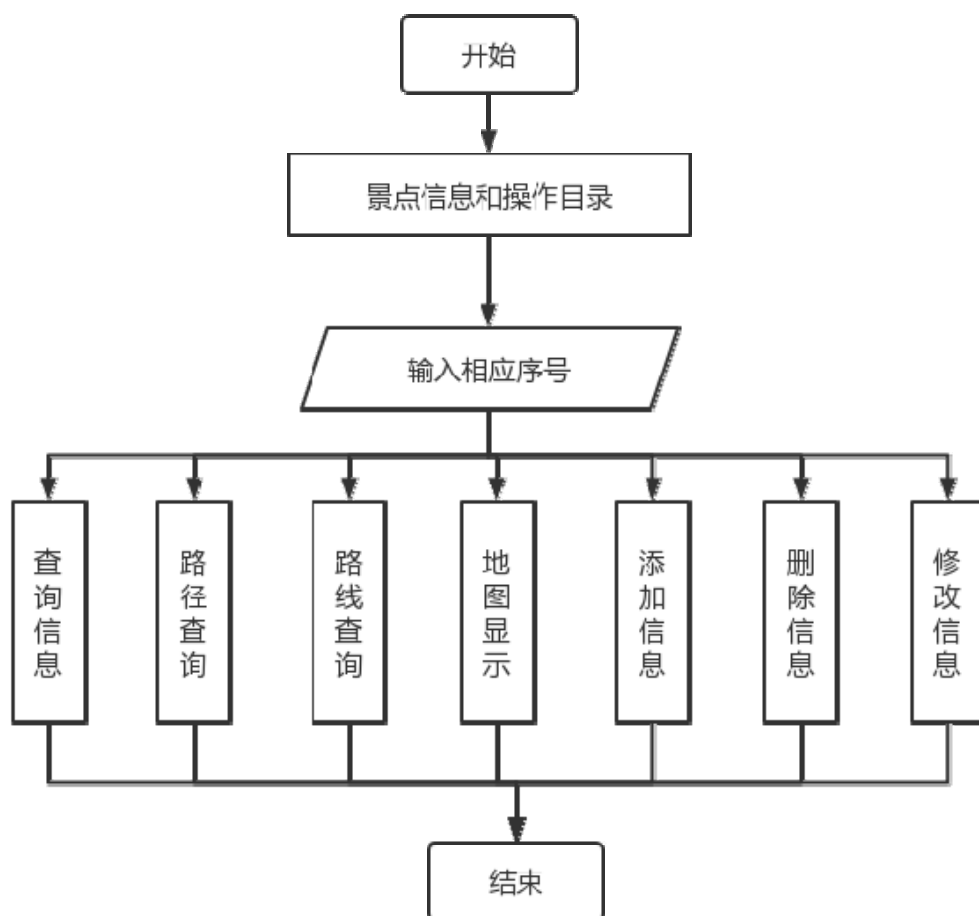 开始
景点信息和操作目录
输入相应序号
查询信息
路径查询
路线查询
地图显示
添加信息
删除信息
修改信息
结束